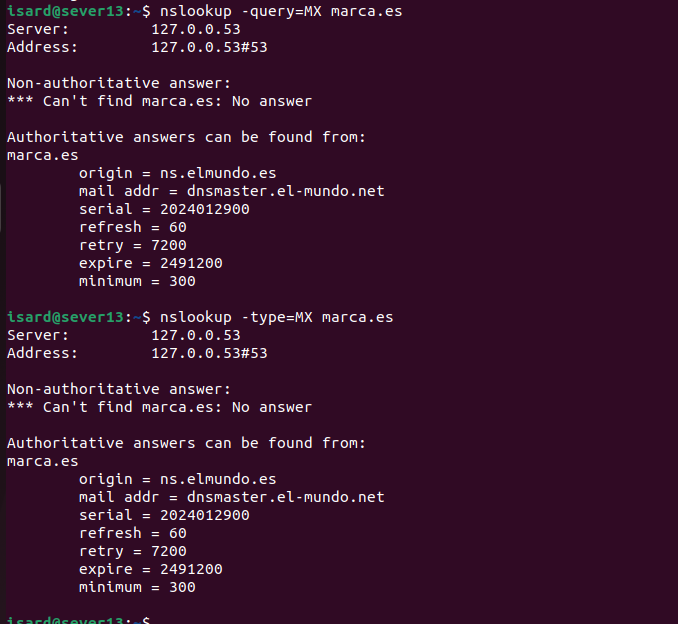 isard@sever13:~$ nslookup -query=MX marca.es
Server:         127.0.0.53
Address:        127.0.0.53#53

Non-authoritative answer:
*** Can't find marca.es: No answer

Authoritative answers can be found from:
marca.es
        origin = ns.elmundo.es
        mail addr = dnsmaster.el-mundo.net
        serial = 2024012900
        refresh = 60
        retry = 7200
        expire = 2491200
        minimum = 300

isard@sever13:~$ nslookup -type=MX marca.es
Server:         127.0.0.53
Address:        127.0.0.53#53

Non-authoritative answer:
*** Can't find marca.es: No answer

Authoritative answers can be found from:
marca.es
        origin = ns.elmundo.es
        mail addr = dnsmaster.el-mundo.net
        serial = 2024012900
        refresh = 60
        retry = 7200
        expire = 2491200
        minimum = 300

isard@sever13:~$